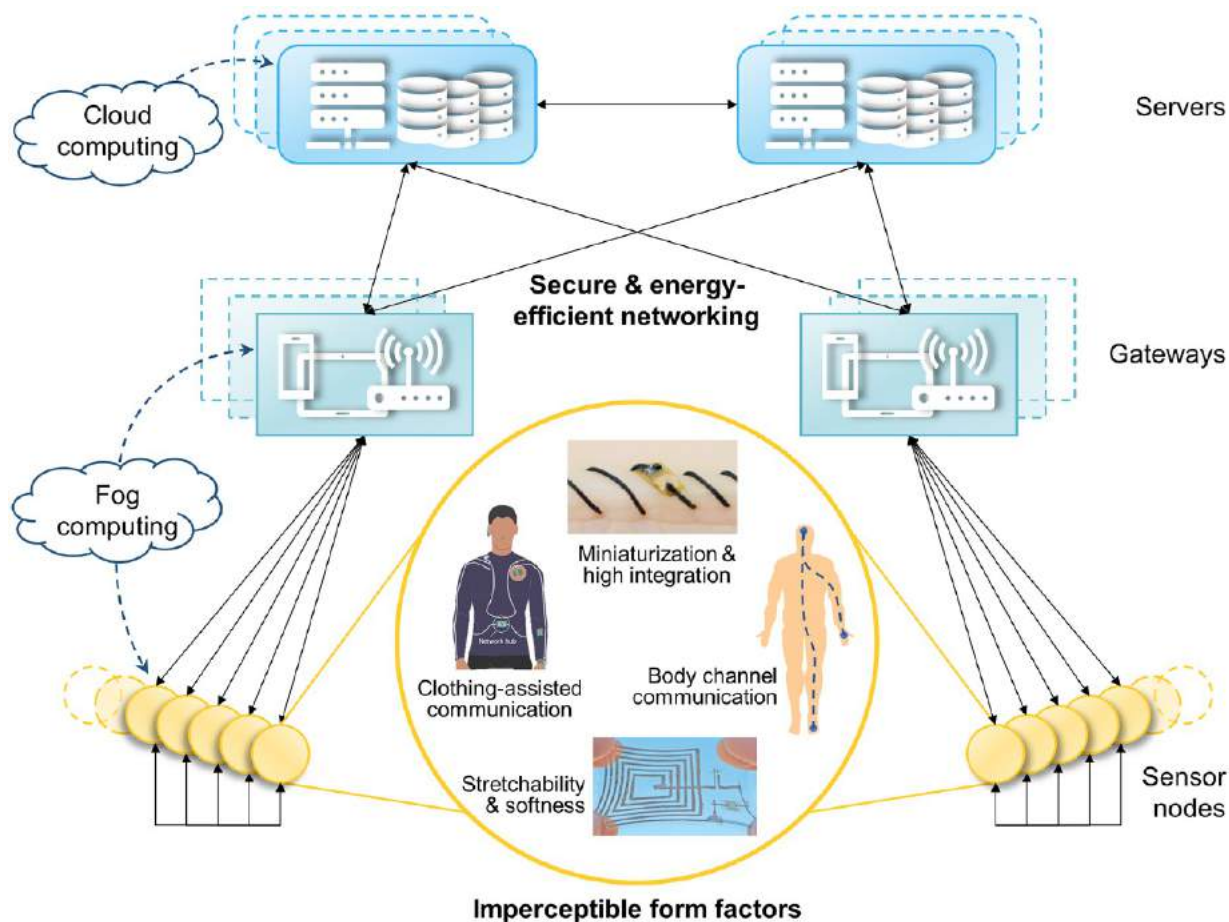 Cloud
computing
Servers
Secure & energy-
efficient networking
Gateways
Fog
computing
Miniaturization &
high integration
Network hub
Clothing-assisted
communication
Body channel
communication
Stretchability
& softness
Sensor
nodes
Imperceptible form factors